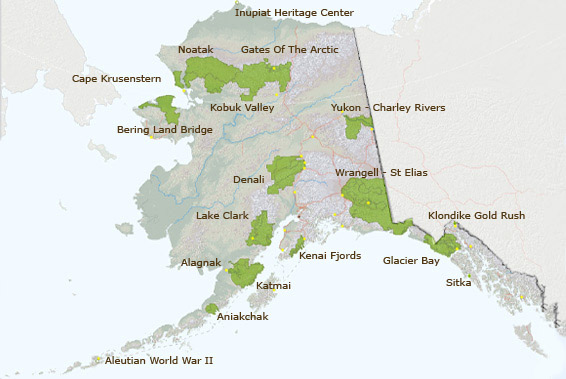 Inupiat Heritage Center
Noatak
Gates Of The Arctic
Cape Krusenstern
Kobuk Valley
Yukon - Charley Rivers
Bering Land Bridge
Denali
Wrangell - St Elias
Lake Clark
Klondike Gold Rush
Kenai Fjords
Glacier Bay
Alagnak
Katmai
Sitka
Aniakchak
Aleutian World War II